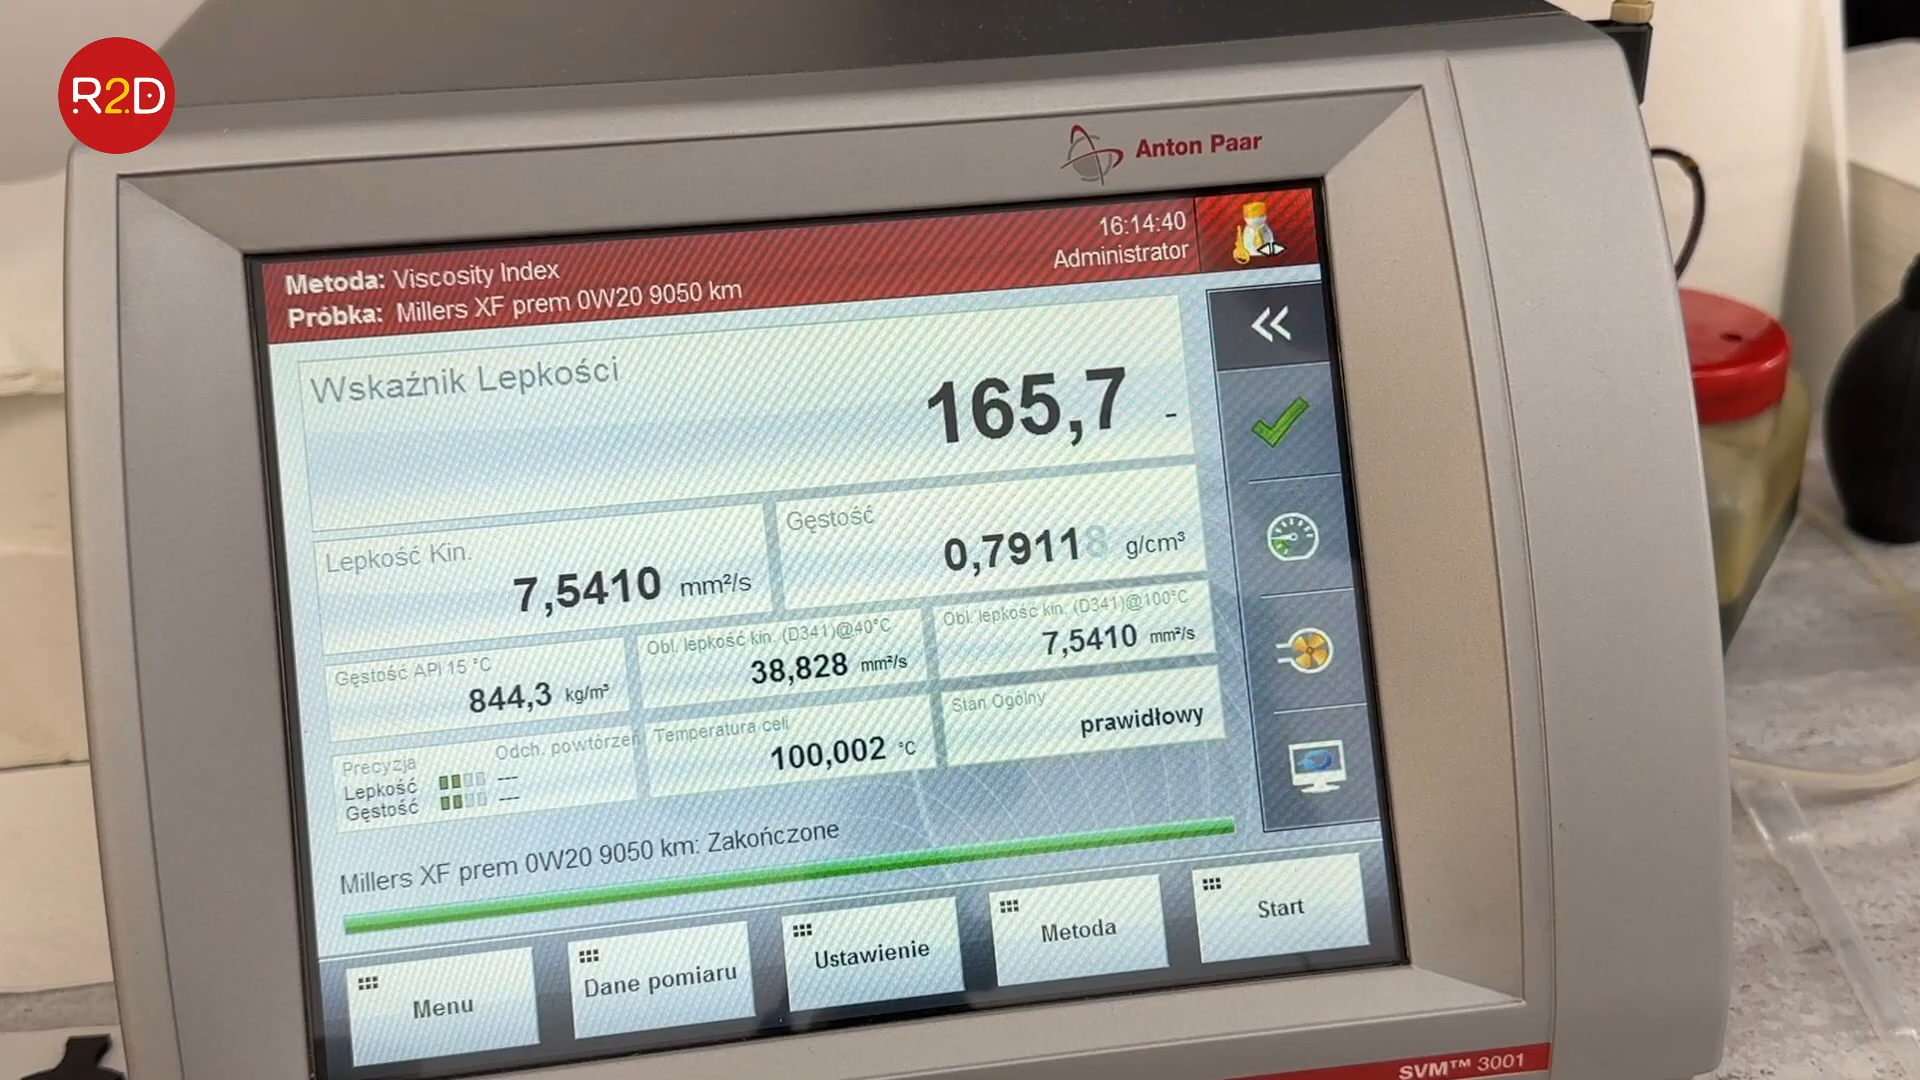 R2D
Anton Paar
16:14:40
Administrator
Metoda: Viscosity Index
Próbka: Millers XF prem 0W20 9050 km
Wskaźnik Lepkości
165,7 -
Lepkość Kin.
7,5410 mm²/s
Gęstość
0,79118 g/cm³
Gęstość API 15 °C
844,3 kg/m³
Obl. lepkość kin. (D341)@40°C
38,828 mm²/s
Obl. lepkość kin. (D341)@100°C
7,5410 mm²/s
Precyzja
Odch. powtórzeń
Lepkość ---
Gęstość ---
Temperatura celi
100,002 °C
Stan Ogólny
prawidłowy
Millers XF prem 0W20 9050 km: Zakończone
Menu
Dane pomiaru
Ustawienie
Metoda
Start
SVM™ 3001